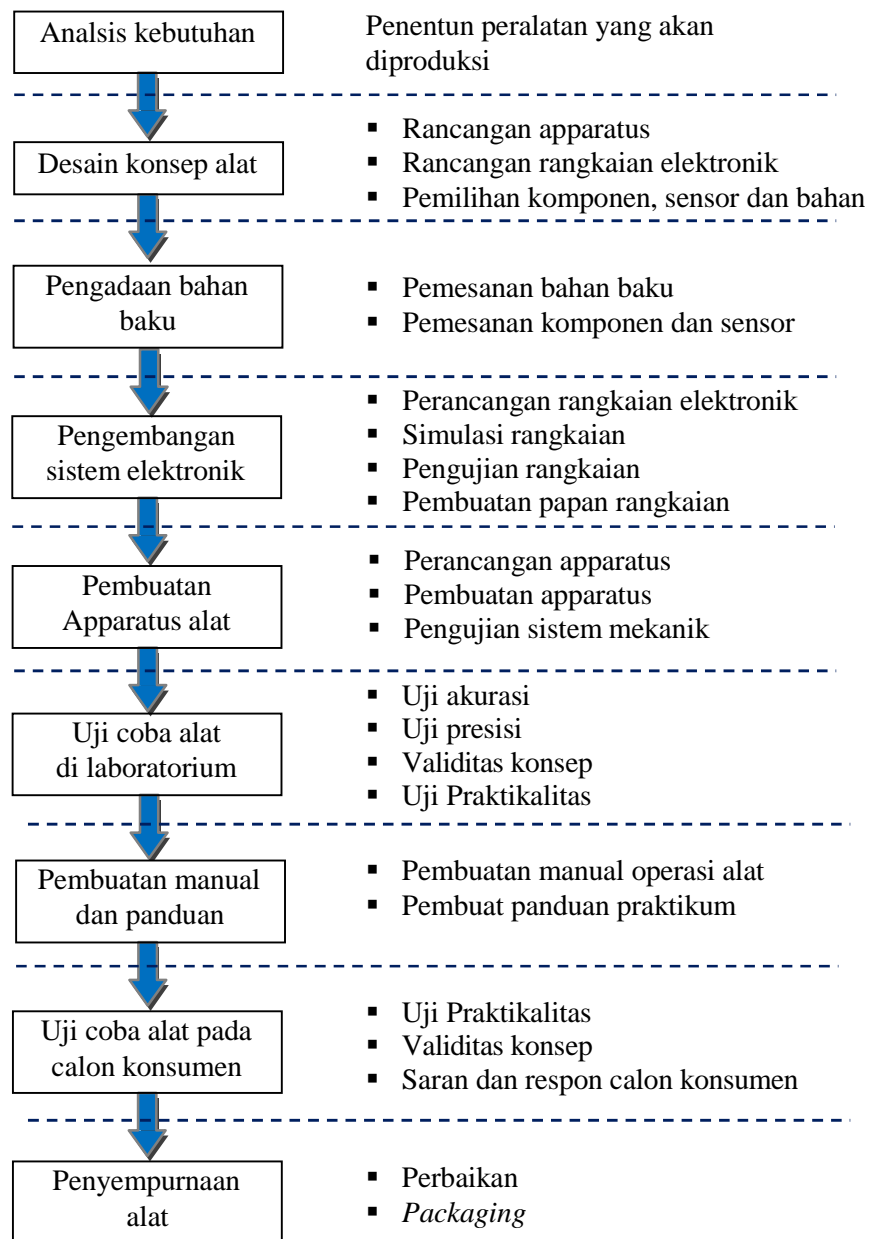 Analsis kebutuhan
Penentun peralatan yang akan
diproduksi
Desain konsep alat
▪ Rancangan apparatus
▪ Rancangan rangkaian elektronik
▪ Pemilihan komponen, sensor dan bahan
Pengadaan bahan
baku
▪ Pemesanan bahan baku
▪ Pemesanan komponen dan sensor
Pengembangan
sistem elektronik
▪ Perancangan rangkaian elektronik
▪ Simulasi rangkaian
▪ Pengujian rangkaian
▪ Pembuatan papan rangkaian
Pembuatan
Apparatus alat
▪ Perancangan apparatus
▪ Pembuatan apparatus
▪ Pengujian sistem mekanik
Uji coba alat
di laboratorium
▪ Uji akurasi
▪ Uji presisi
▪ Validitas konsep
▪ Uji Praktikalitas
Pembuatan manual
dan panduan
▪ Pembuatan manual operasi alat
▪ Pembuat panduan praktikum
Uji coba alat pada
calon konsumen
▪ Uji Praktikalitas
▪ Validitas konsep
▪ Saran dan respon calon konsumen
Penyempurnaan
alat
▪ Perbaikan
▪ Packaging